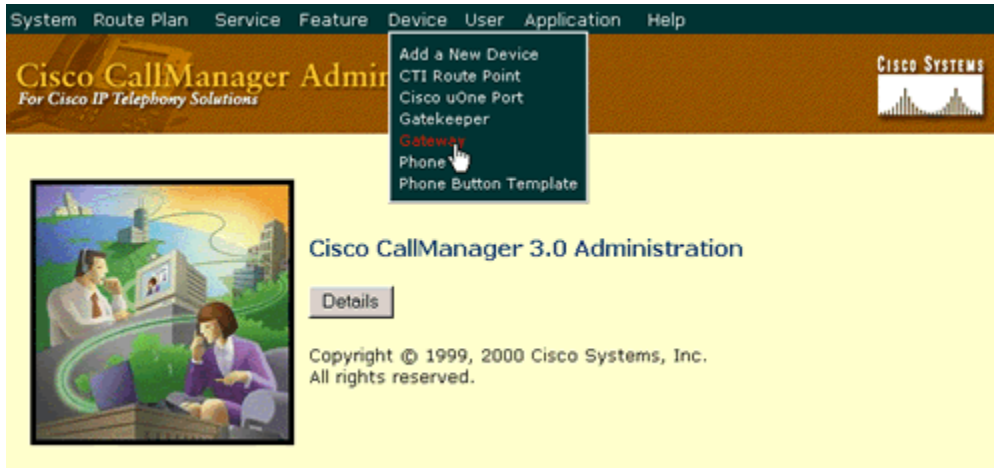 System Route Plan Service Feature Device User Application Help
Cisco CallManager Admin
For Cisco IP Telephony Solutions
CISCO SYSTEMS
Add a New Device
CTI Route Point
Cisco uOne Port
Gatekeeper
Gateway
Phone
Phone Button Template
Cisco CallManager 3.0 Administration
Details
Copyright © 1999, 2000 Cisco Systems, Inc.
All rights reserved.